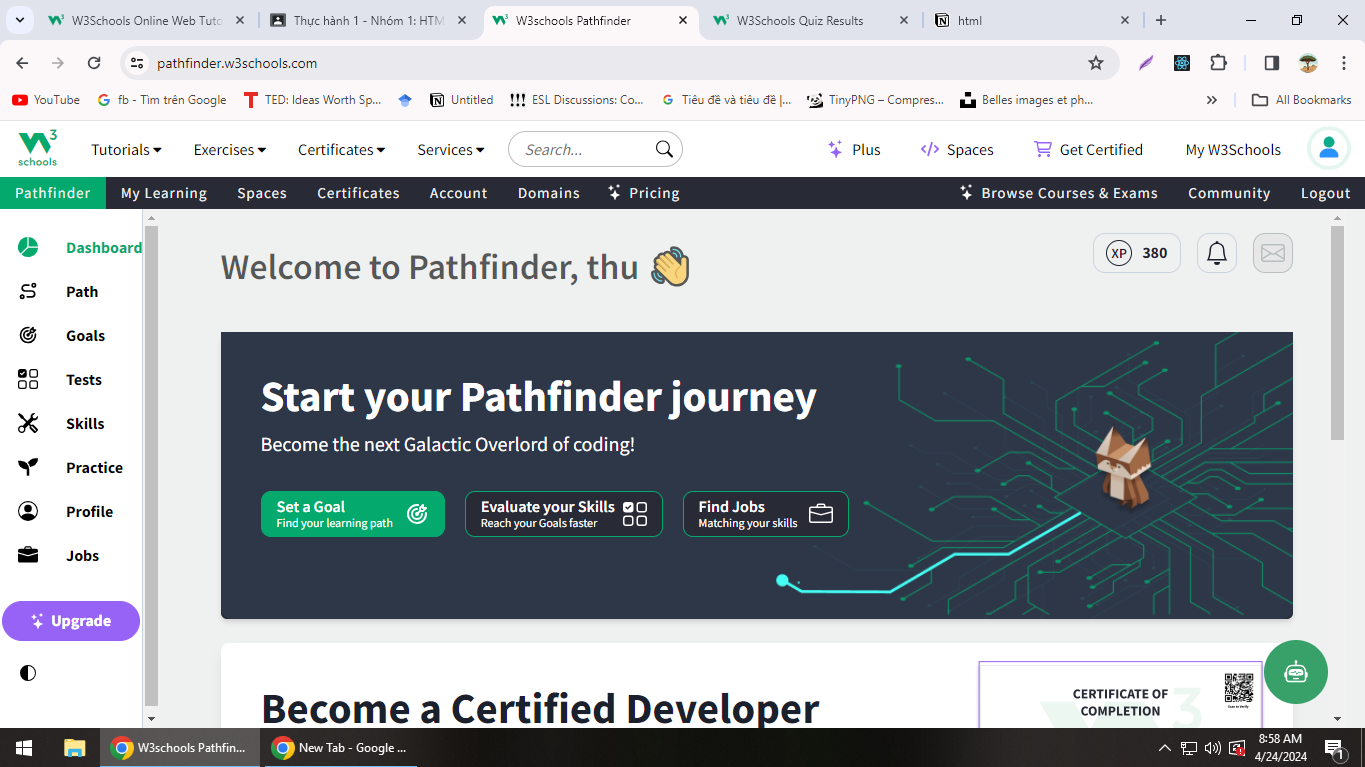 W3Schools Online Web Tuto
Thực hành 1 - Nhóm 1: HTM
W3schools Pathfinder
W3Schools Quiz Results
html
pathfinder.w3schools.com
YouTube
fb - Tìm trên Google
TED: Ideas Worth Sp...
Untitled
ESL Discussions: Co...
Tiêu đề và tiêu đề |...
TinyPNG – Compres...
Belles images et ph...
All Bookmarks
W3 schools
Tutorials
Exercises
Certificates
Services
Search...
Plus
Spaces
Get Certified
My W3Schools
Pathfinder
My Learning
Spaces
Certificates
Account
Domains
Pricing
Browse Courses & Exams
Community
Logout
Dashboard
Path
Goals
Tests
Skills
Practice
Profile
Jobs
Upgrade
Welcome to Pathfinder, thu 👋
XP 380
Start your Pathfinder journey
Become the next Galactic Overlord of coding!
Set a Goal
Find your learning path
Evaluate your Skills
Reach your Goals faster
Find Jobs
Matching your skills
Become a Certified Developer
CERTIFICATE OF
COMPLETION
Scan to Verify
W3schools Pathfin...
New Tab - Google ...
8:58 AM
4/24/2024
1